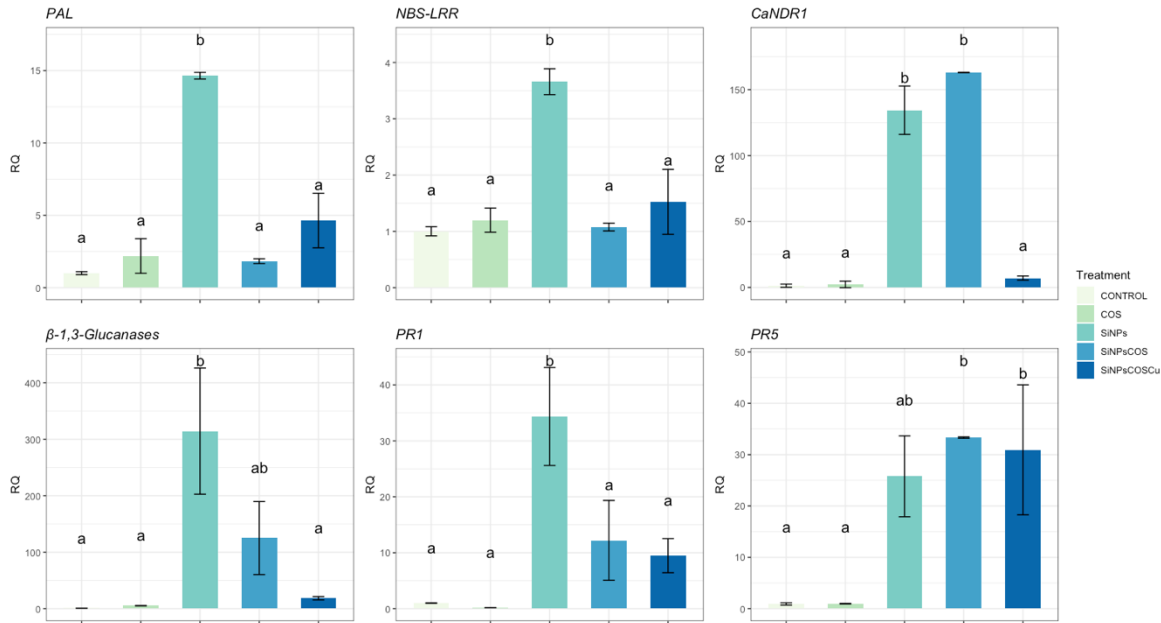 PAL
NBS-LRR
CaNDR1
15
10
5
0
RQ
a
a
b
a
a
4
3
2
1
0
RQ
a
a
b
a
a
150
100
50
0
RQ
a
a
b
b
a
β-1,3-Glucanases
PR1
PR5
400
300
200
100
0
RQ
a
a
b
ab
a
40
30
20
10
0
RQ
a
a
b
a
a
50
40
30
20
10
0
RQ
a
a
ab
b
b
Treatment
CONTROL
COS
SiNPs
SiNPsCOS
SiNPsCOSCu